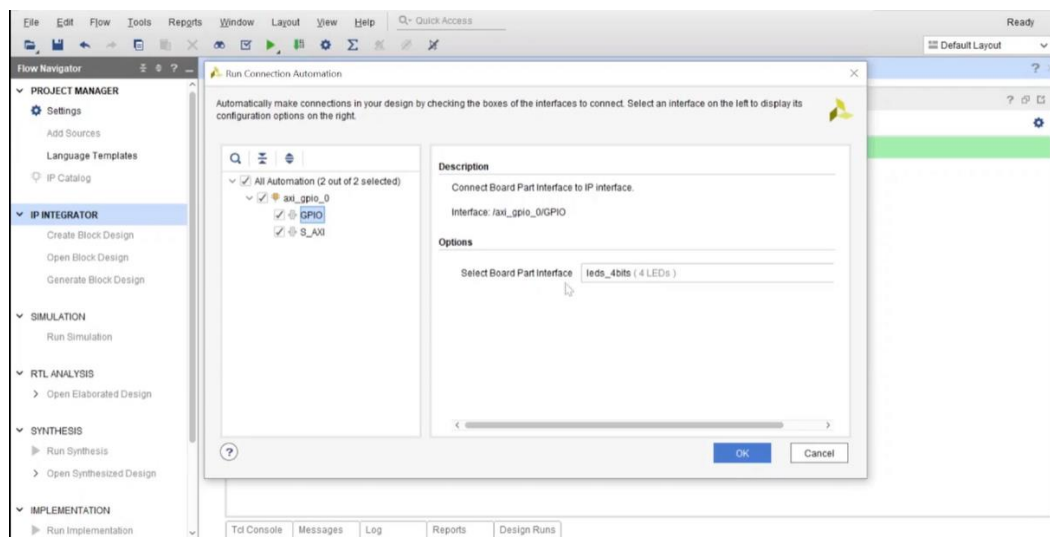 File Edit Flow Tools Reports Window Layout View Help Q- Quick Access Ready
Default Layout
Flow Navigator ? Run Connection Automation ?
PROJECT MANAGER
Settings
Add Sources
Language Templates
IP Catalog
IP INTEGRATOR
Create Block Design
Open Block Design
Generate Block Design
SIMULATION
Run Simulation
RTL ANALYSIS
Open Elaborated Design
SYNTHESIS
Run Synthesis
Open Synthesized Design
IMPLEMENTATION
Run Implementation
Automatically make connections in your design by checking the boxes of the interfaces to connect. Select an interface on the left to display its
configuration options on the right.
All Automation (2 out of 2 selected)
axi_gpio_0
GPIO
S_AXI
Description
Connect Board Part Interface to IP interface.
Interface: /axi_gpio_0/GPIO
Options
Select Board Part Interface leds_4bits ( 4 LEDs )
? OK Cancel
?
Tcl Console Messages Log Reports Design Runs